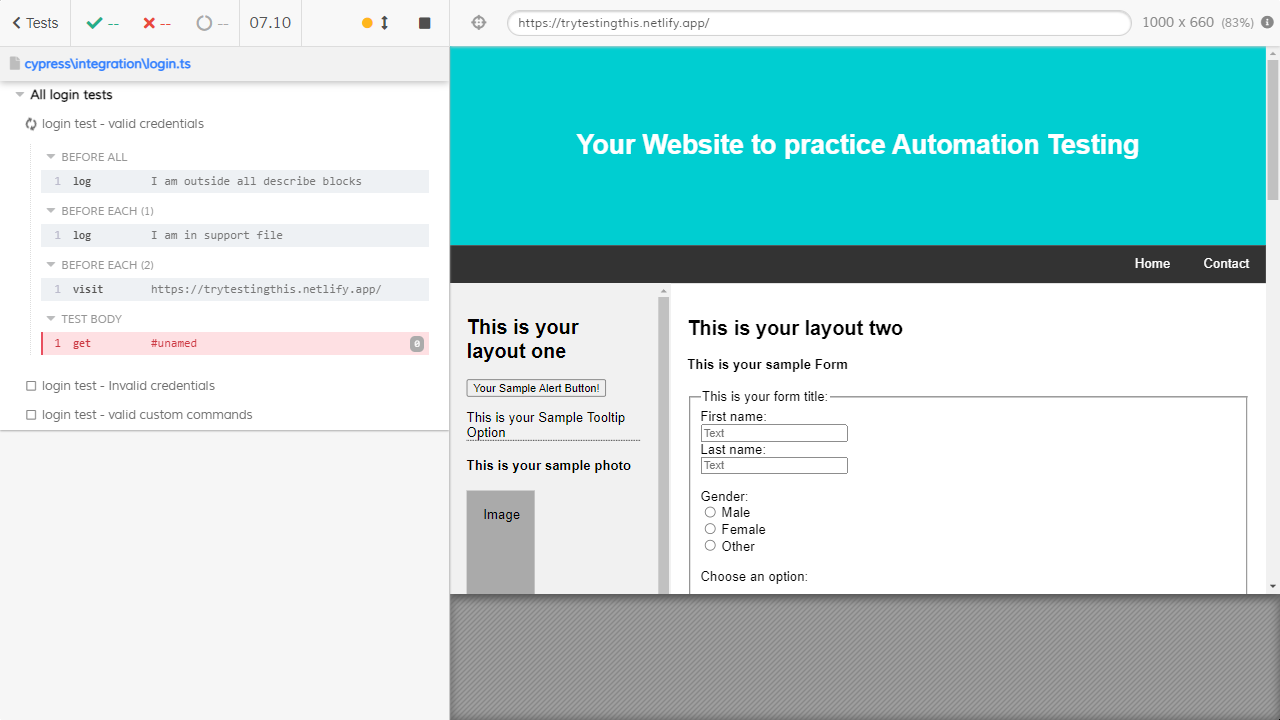 Tests
--
--
--
07.10
https://trytestingthis.netlify.app/
1000 x 660 (83%)
cypress\integration\login.ts
All login tests
login test - valid credentials
BEFORE ALL
1 log I am outside all describe blocks
BEFORE EACH (1)
1 log I am in support file
BEFORE EACH (2)
1 visit https://trytestingthis.netlify.app/
TEST BODY
1 get #unamed 0
login test - Invalid credentials
login test - valid custom commands
Your Website to practice Automation Testing
Home Contact
This is your
layout one
Your Sample Alert Button!
This is your Sample Tooltip
Option
This is your sample photo
Image
This is your layout two
This is your sample Form
This is your form title:
First name:
Text
Last name:
Text
Gender:
Male
Female
Other
Choose an option: